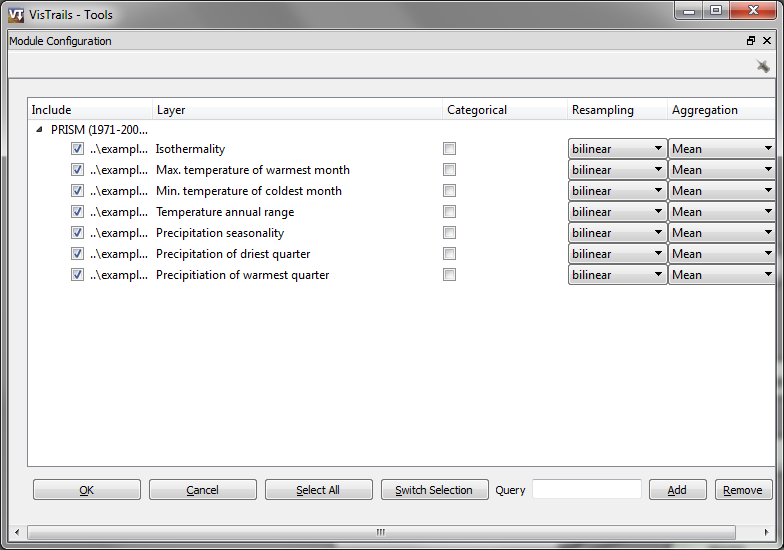 VisTrails - Tools
Module Configuration
Include Layer Categorical Resampling Aggregation
PRISM (1971-200...
..\exampl... Isothermality bilinear Mean
..\exampl... Max. temperature of warmest month bilinear Mean
..\exampl... Min. temperature of coldest month bilinear Mean
..\exampl... Temperature annual range bilinear Mean
..\exampl... Precipitation seasonality bilinear Mean
..\exampl... Precipitation of driest quarter bilinear Mean
..\exampl... Precipitiation of warmest quarter bilinear Mean
OK Cancel Select All Switch Selection Query Add Remove